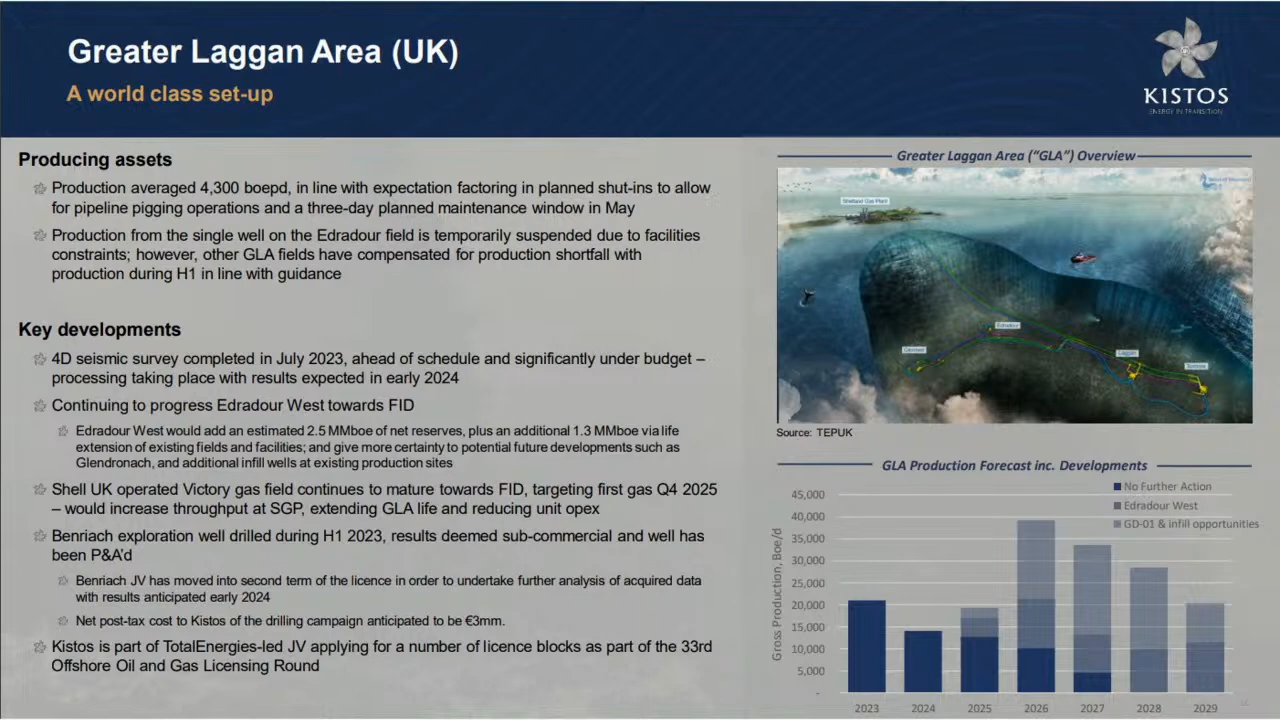 Greater Laggan Area (UK)
A world class set-up
KISTOS
ENERGY IN TRANSITION
Producing assets
Production averaged 4,300 boepd, in line with expectation factoring in planned shut-ins to allow
for pipeline pigging operations and a three-day planned maintenance window in May
Production from the single well on the Edradour field is temporarily suspended due to facilities
constraints; however, other GLA fields have compensated for production shortfall with
production during H1 in line with guidance
Key developments
4D seismic survey completed in July 2023, ahead of schedule and significantly under budget –
processing taking place with results expected in early 2024
Continuing to progress Edradour West towards FID
Edradour West would add an estimated 2.5 MMboe of net reserves, plus an additional 1.3 MMboe via life
extension of existing fields and facilities; and give more certainty to potential future developments such as
Glendronach, and additional infill wells at existing production sites
Shell UK operated Victory gas field continues to mature towards FID, targeting first gas Q4 2025
– would increase throughput at SGP, extending GLA life and reducing unit opex
Benriach exploration well drilled during H1 2023, results deemed sub-commercial and well has
been P&A'd
Benriach JV has moved into second term of the licence in order to undertake further analysis of acquired data
with results anticipated early 2024
Net post-tax cost to Kistos of the drilling campaign anticipated to be €3mm.
Kistos is part of TotalEnergies-led JV applying for a number of licence blocks as part of the 33rd
Offshore Oil and Gas Licensing Round
Greater Laggan Area (“GLA”) Overview
Shetland Gas Plant
Edradour
Laggan
Source: TEPUK
GLA Production Forecast inc. Developments
No Further Action
Edradour West
GD-01 & infill opportunities
Gross Production, Boe/d
45,000
40,000
35,000
30,000
25,000
20,000
15,000
10,000
5,000
-
2023 2024 2025 2026 2027 2028 2029